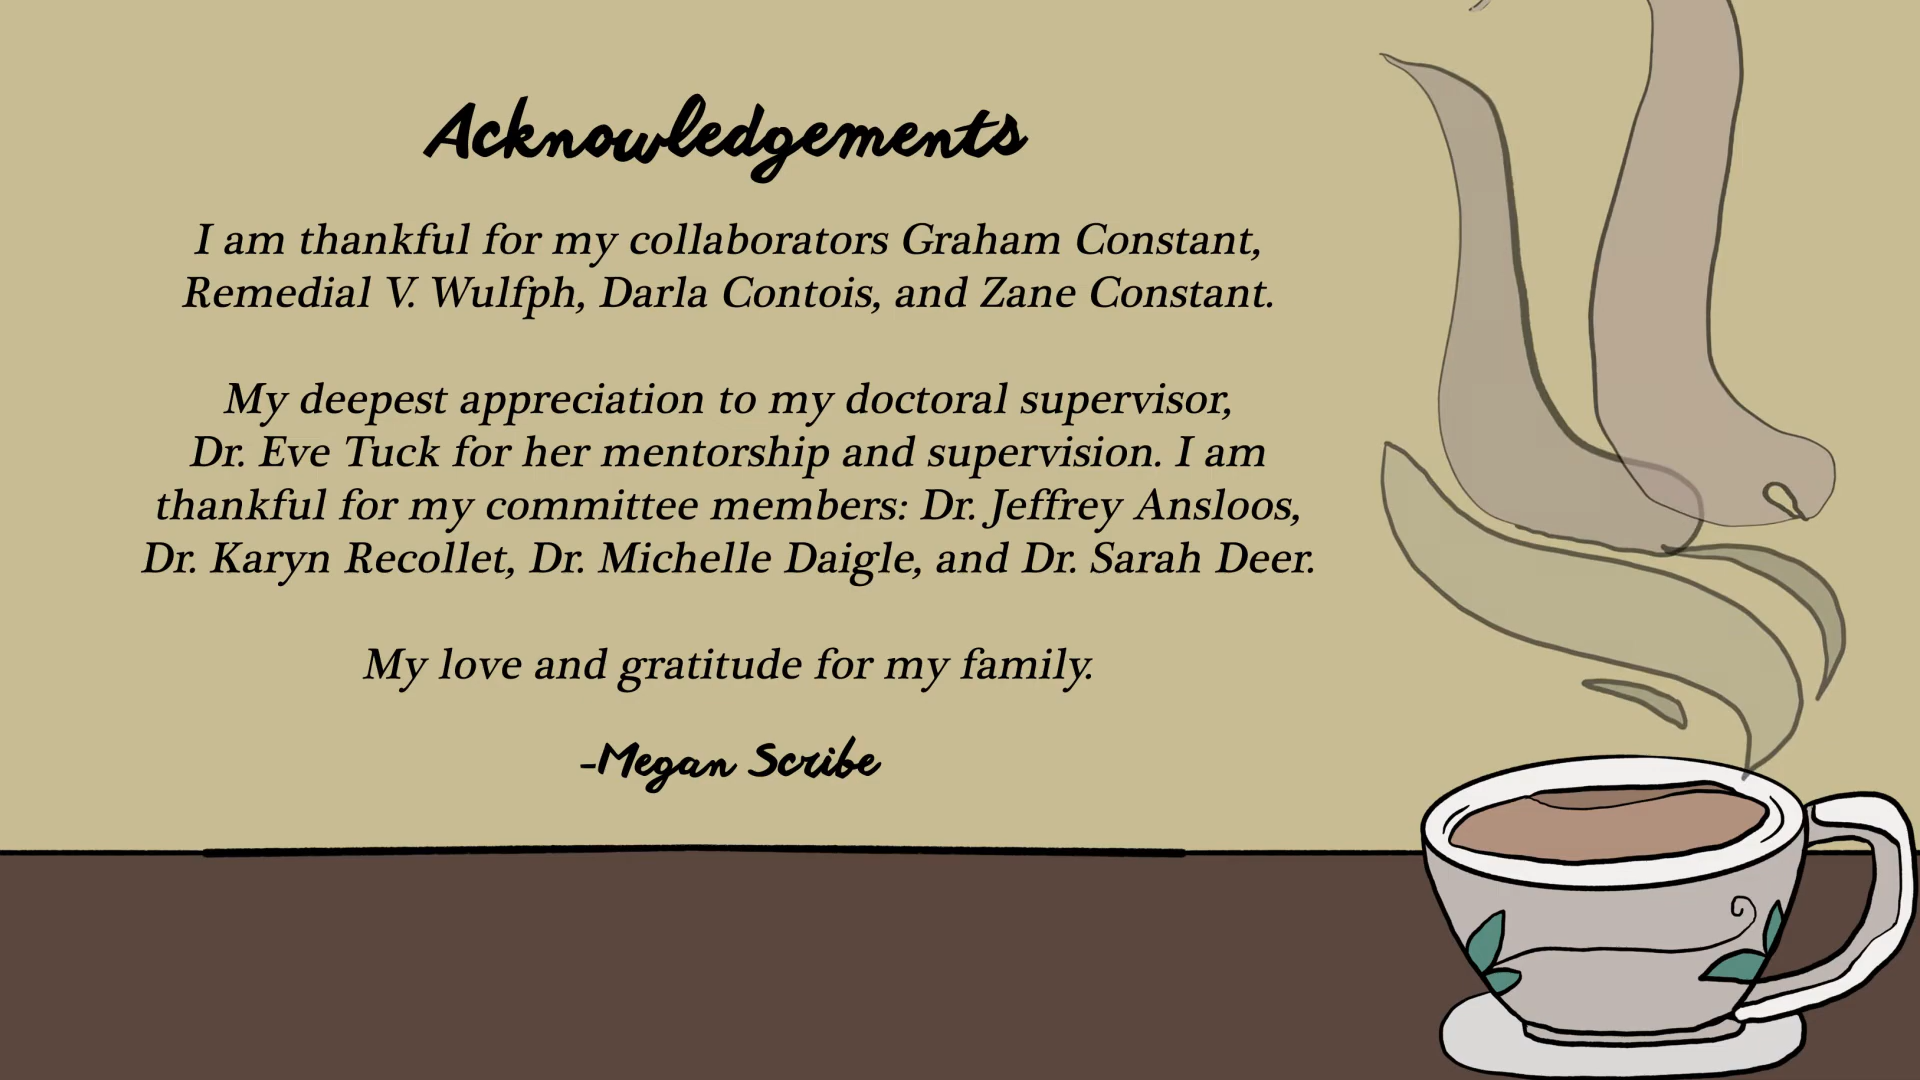 Acknowledgements
I am thankful for my collaborators Graham Constant,
Remedial V. Wulfph, Darla Contois, and Zane Constant.
My deepest appreciation to my doctoral supervisor,
Dr. Eve Tuck for her mentorship and supervision. I am
thankful for my committee members: Dr. Jeffrey Ansloos,
Dr. Karyn Recollet, Dr. Michelle Daigle, and Dr. Sarah Deer.
My love and gratitude for my family.
-Megan Scribe